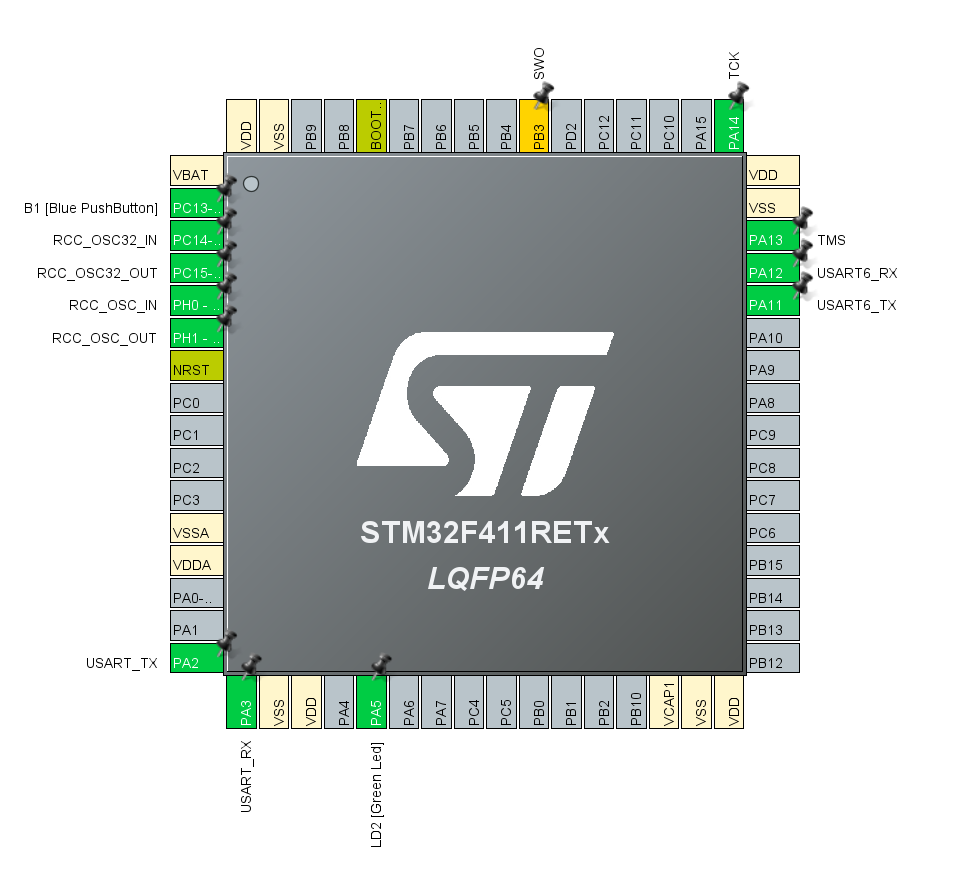 SWO
TCK
VDD
VSS
PB9
PB8
BOOT..
PB7
PB6
PB5
PB4
PB3
PD2
PC12
PC11
PC10
PA15
PA14
VBAT
B1 [Blue PushButton] PC13-..
RCC_OSC32_IN PC14-..
RCC_OSC32_OUT PC15-..
RCC_OSC_IN PH0 - ..
RCC_OSC_OUT PH1 - ..
NRST
PC0
PC1
PC2
PC3
VSSA
VDDA
PA0-..
PA1
USART_TX PA2
ST
STM32F411RETx
LQFP64
VDD
VSS
PA13 TMS
PA12 USART6_RX
PA11 USART6_TX
PA10
PA9
PA8
PC9
PC8
PC7
PC6
PB15
PB14
PB13
PB12
PA3
VSS
VDD
PA4
PA5
PA6
PA7
PC4
PC5
PB0
PB1
PB2
PB10
VCAP1
VSS
VDD
USART_RX
LD2 [Green Led]